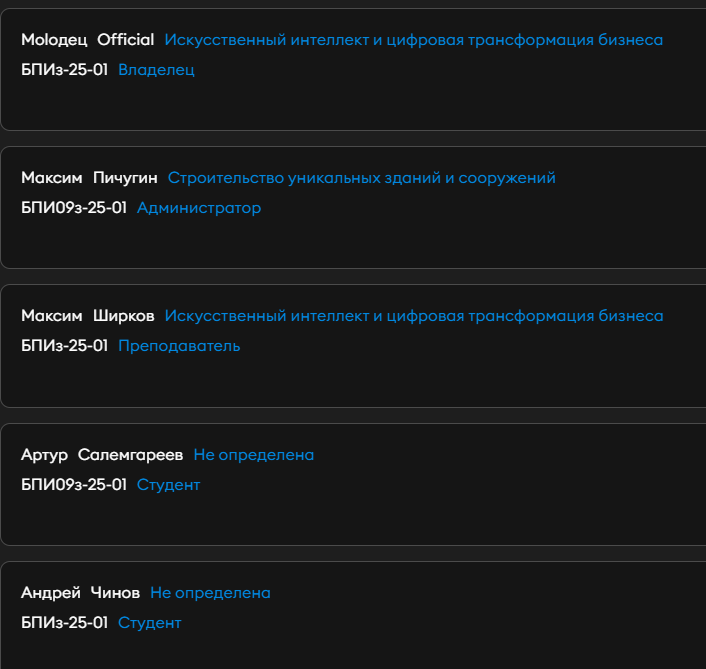 Молодец Official Искусственный интеллект и цифровая трансформация бизнеса
БПИз-25-01 Владелец
Максим Пичугин Строительство уникальных зданий и сооружений
БПИ09з-25-01 Администратор
Максим Ширков Искусственный интеллект и цифровая трансформация бизнеса
БПИз-25-01 Преподаватель
Артур Салемгареев Не определена
БПИ09з-25-01 Студент
Андрей Чинов Не определена
БПИз-25-01 Студент